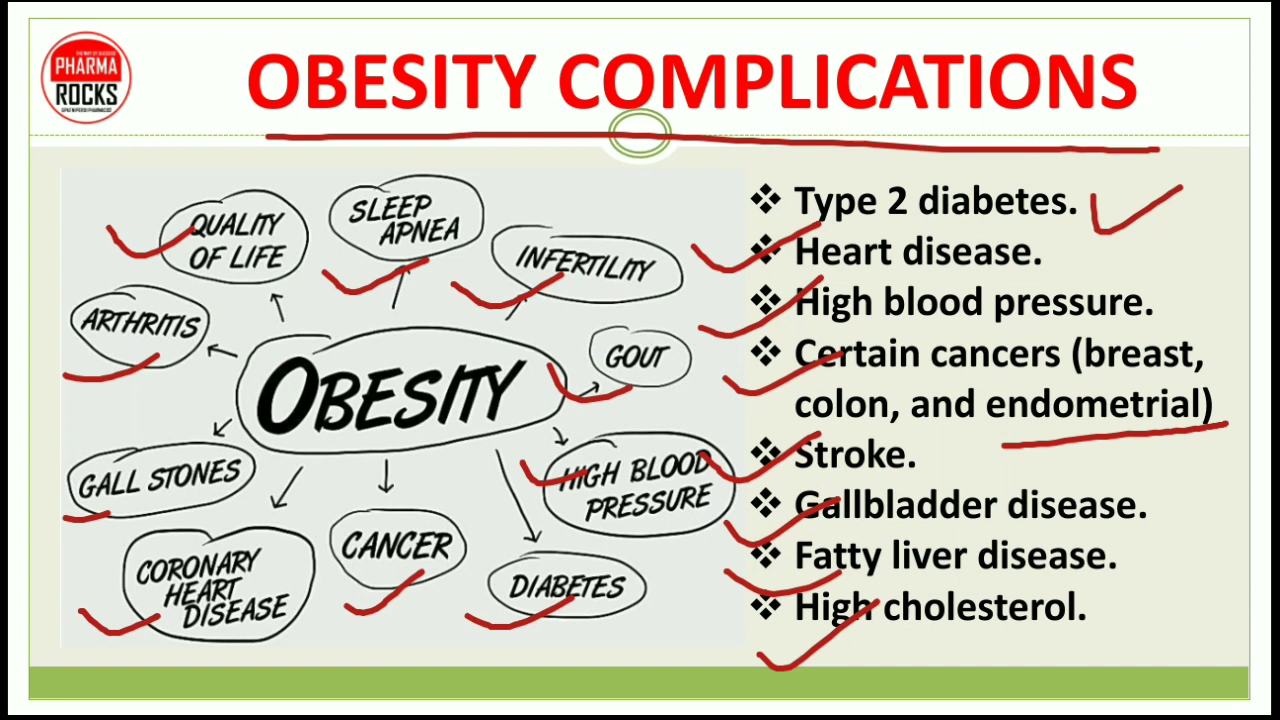 PHARMA
ROCKS
OBESITY COMPLICATIONS
QUALITY
OF LIFE
SLEEP
APNEA
INFERTILITY
ARTHRITIS
GOUT
OBESITY
GALL STONES
HIGH BLOOD
PRESSURE
CORONARY
HEART
DISEASE
CANCER
DIABETES
❖ Type 2 diabetes.
❖ Heart disease.
❖ High blood pressure.
❖ Certain cancers (breast,
colon, and endometrial)
❖ Stroke.
❖ Gallbladder disease.
❖ Fatty liver disease.
❖ High cholesterol.